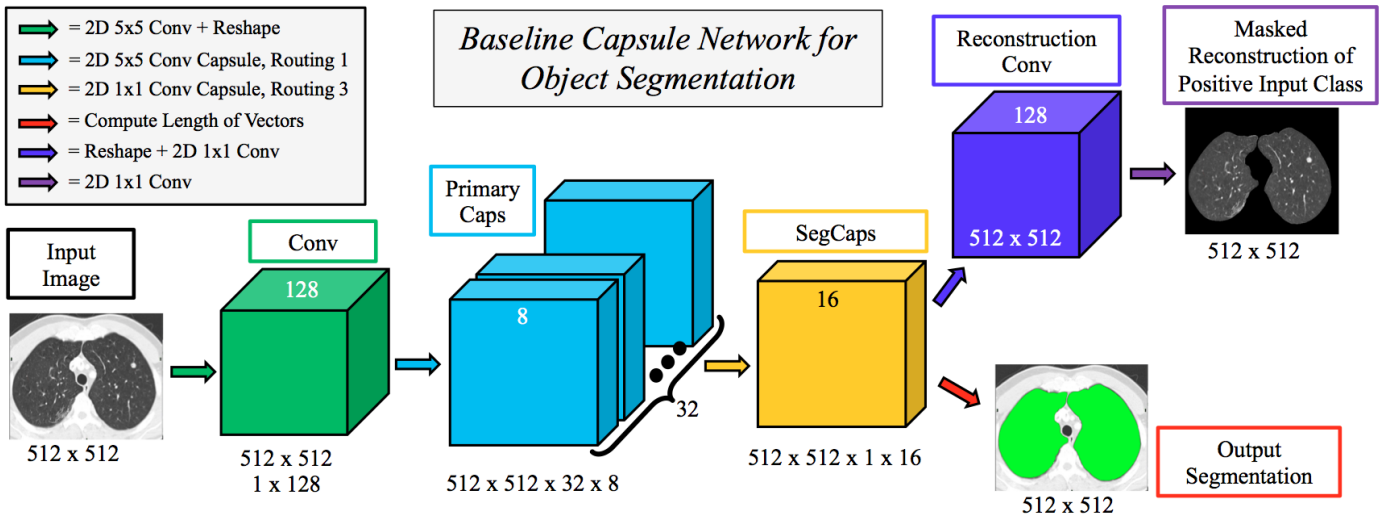 = 2D 5x5 Conv + Reshape
= 2D 5x5 Conv Capsule, Routing 1
= 2D 1x1 Conv Capsule, Routing 3
= Compute Length of Vectors
= Reshape + 2D 1x1 Conv
= 2D 1x1 Conv
Baseline Capsule Network for
Object Segmentation
Input
Image
512 x 512
Conv
128
512 x 512
1 x 128
Primary
Caps
8
32
512 x 512 x 32 x 8
SegCaps
16
512 x 512 x 1 x 16
Reconstruction
Conv
128
512 x 512
Masked
Reconstruction of
Positive Input Class
512 x 512
Output
Segmentation
512 x 512